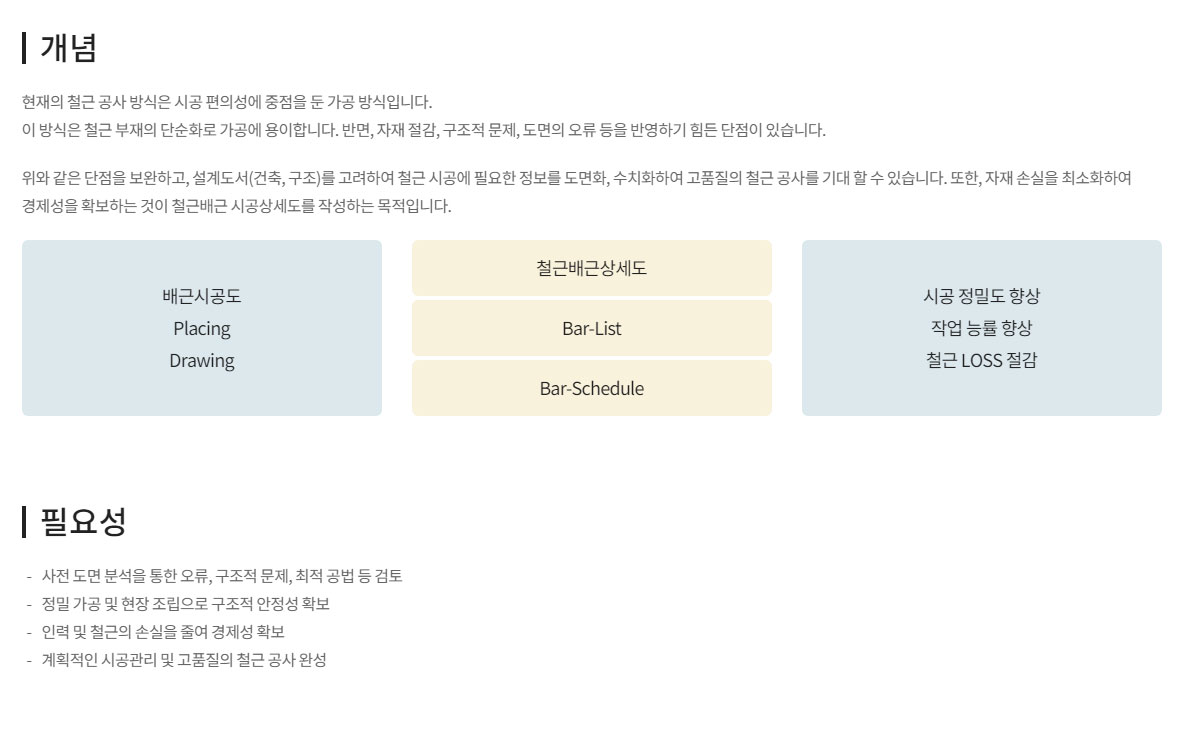 개념
현재의 철근 공사 방식은 시공 편의성에 중점을 둔 가공 방식입니다.
이 방식은 철근 부재의 단순화로 가공에 용이합니다. 반면, 자재 절감, 구조적 문제, 도면의 오류 등을 반영하기 힘든 단점이 있습니다.
위와 같은 단점을 보완하고, 설계도서(건축, 구조)를 고려하여 철근 시공에 필요한 정보를 도면화, 수치화하여 고품질의 철근 공사를 기대 할 수 있습니다. 또한, 자재 손실을 최소화하여
경제성을 확보하는 것이 철근배근 시공상세도를 작성하는 목적입니다.
배근시공도
Placing
Drawing
철근배근상세도
Bar-List
Bar-Schedule
시공 정밀도 향상
작업 능률 향상
철근 LOSS 절감
필요성
- 사전 도면 분석을 통한 오류, 구조적 문제, 최적 공법 등 검토
- 정밀 가공 및 현장 조립으로 구조적 안정성 확보
- 인력 및 철근의 손실을 줄여 경제성 확보
- 계획적인 시공관리 및 고품질의 철근 공사 완성